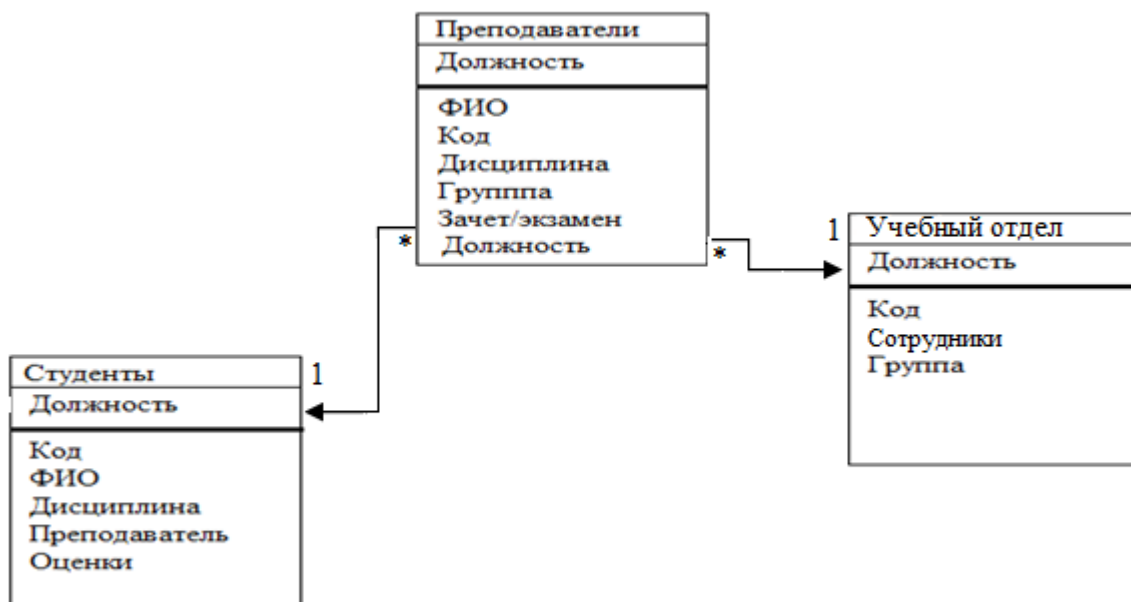 Преподаватели
Должность
ФИО
Код
Дисциплина
Групппа
Зачет/экзамен
Должность
*
*
1
Учебный отдел
Должность
Код
Сотрудники
Группа
1
Студенты
Должность
Код
ФИО
Дисциплина
Преподаватель
Оценки